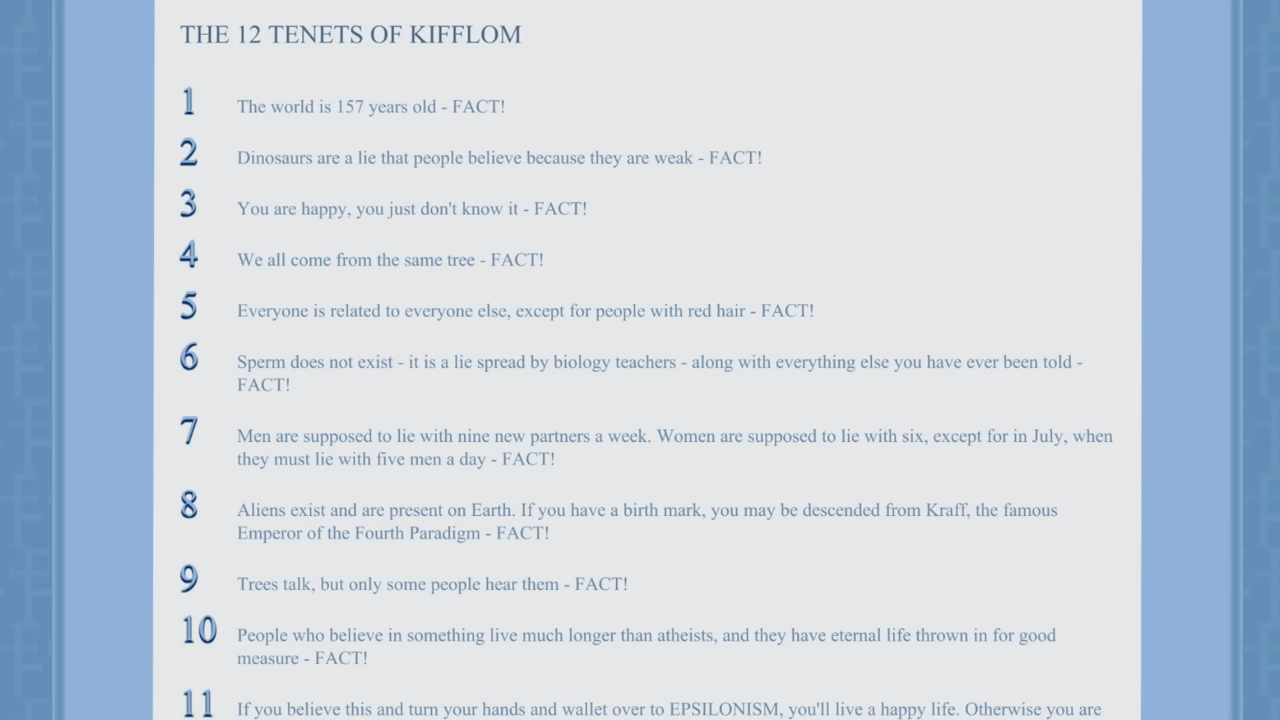 THE 12 TENETS OF KIFFLOM
1 The world is 157 years old - FACT!
2 Dinosaurs are a lie that people believe because they are weak - FACT!
3 You are happy, you just don't know it - FACT!
4 We all come from the same tree - FACT!
5 Everyone is related to everyone else, except for people with red hair - FACT!
6 Sperm does not exist - it is a lie spread by biology teachers - along with everything else you have ever been told -
FACT!
7 Men are supposed to lie with nine new partners a week. Women are supposed to lie with six, except for in July, when
they must lie with five men a day - FACT!
8 Aliens exist and are present on Earth. If you have a birth mark, you may be descended from Kraff, the famous
Emperor of the Fourth Paradigm - FACT!
9 Trees talk, but only some people hear them - FACT!
10 People who believe in something live much longer than atheists, and they have eternal life thrown in for good
measure - FACT!
11 If you believe this and turn your hands and wallet over to EPSILONISM, you'll live a happy life. Otherwise you are